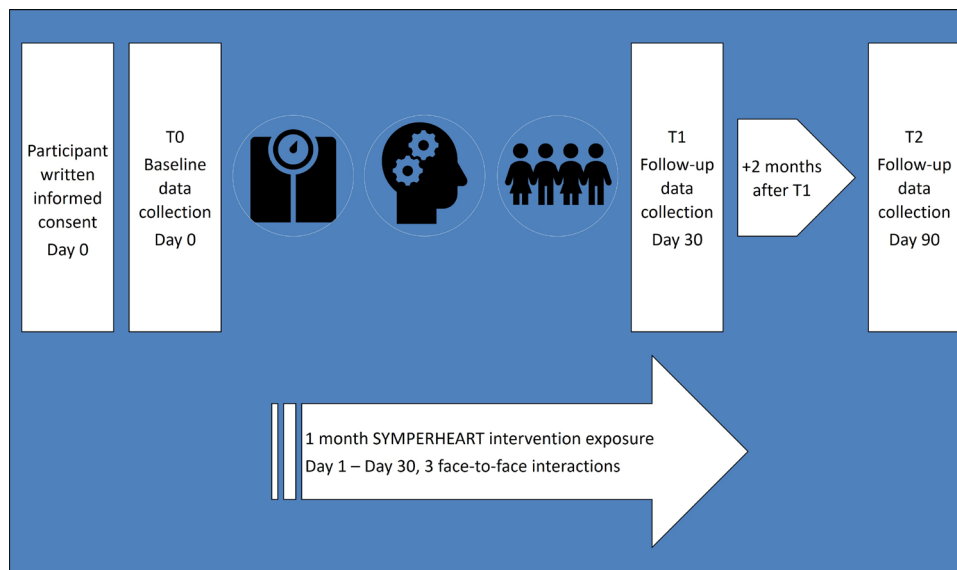 Participant
written
informed
consent
Day 0
T0
Baseline
data
collection
Day 0
T1
Follow-up
data
collection
Day 30
+2 months
after T1
T2
Follow-up
data
collection
Day 90
1 month SYMPERHEART intervention exposure
Day 1 – Day 30, 3 face-to-face interactions